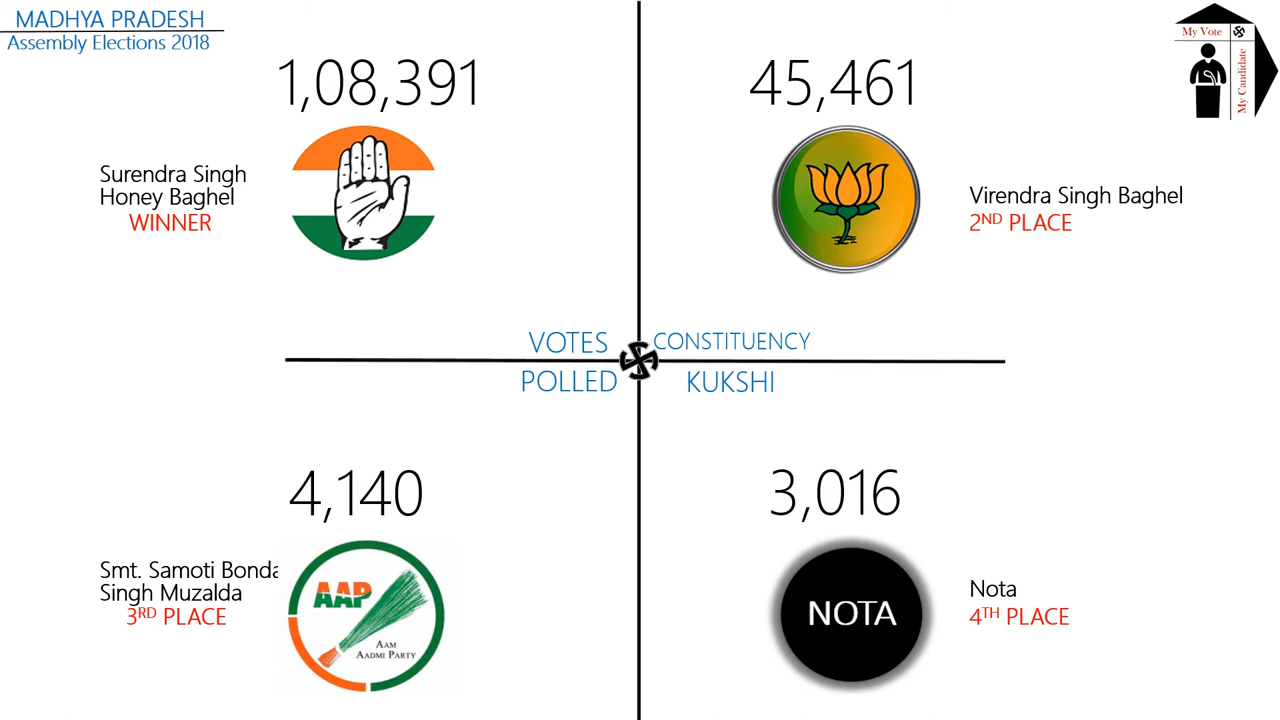 MADHYA PRADESH
Assembly Elections 2018
My Vote
My Candidate
1,08,391
Surendra Singh
Honey Baghel
WINNER
45,461
Virendra Singh Baghel
2ND PLACE
VOTES
POLLED
CONSTITUENCY
KUKSHI
4,140
Smt. Samoti Bonda
Singh Muzalda
3RD PLACE
AAP
AAM
AADMI PARTY
3,016
NOTA
Nota
4TH PLACE